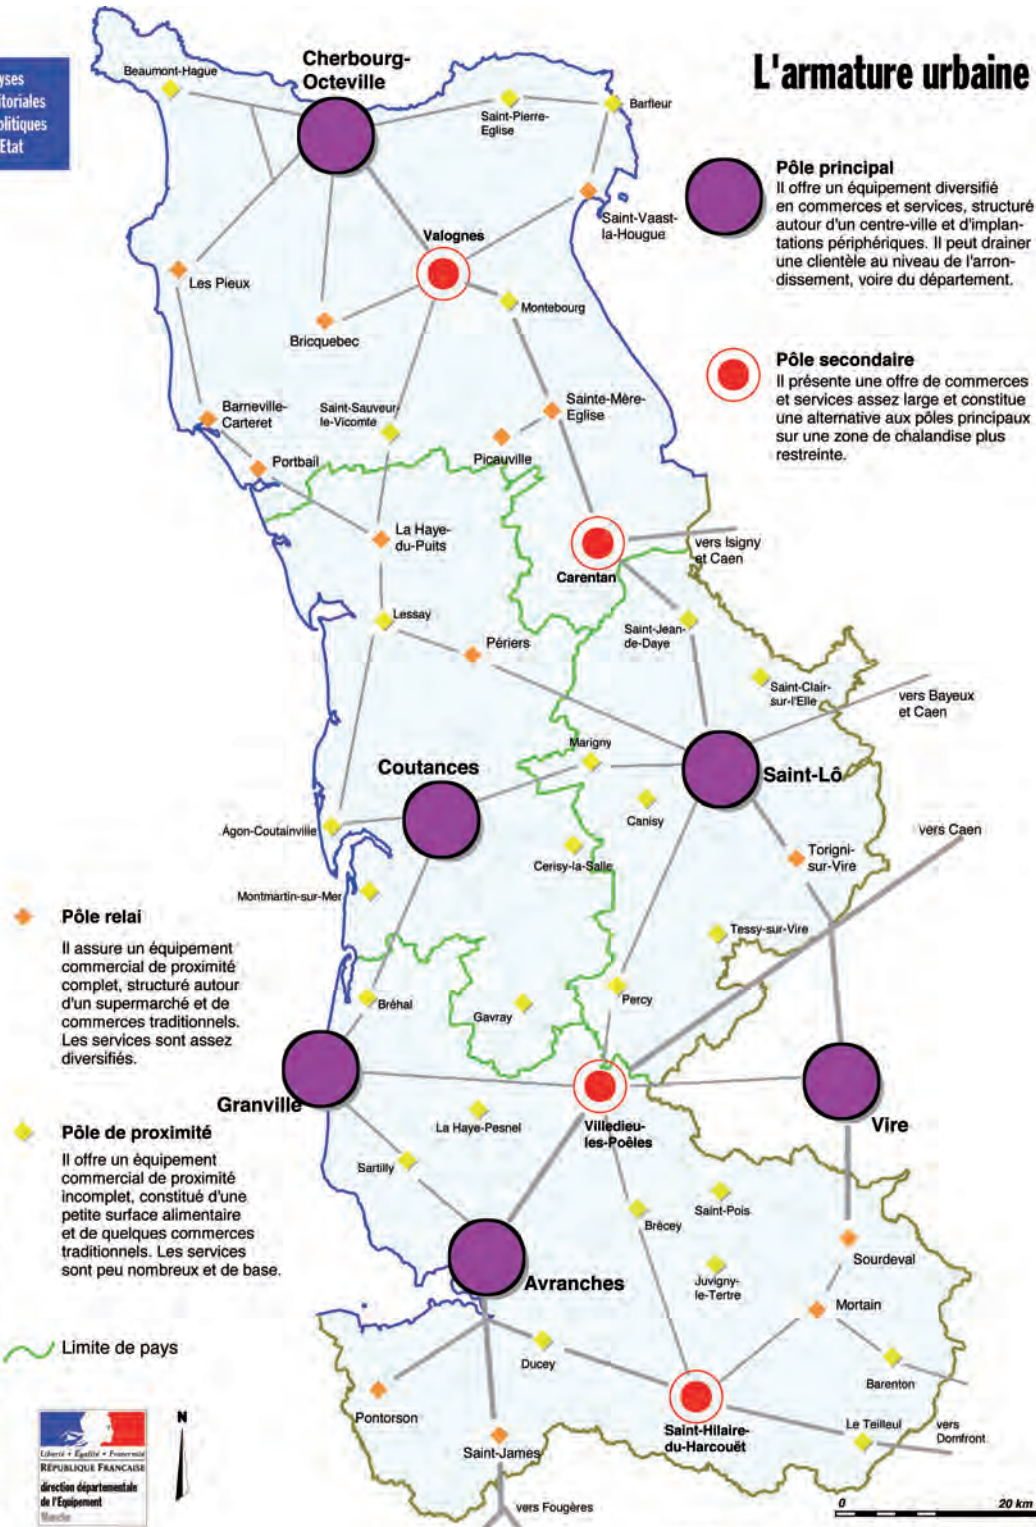 L'armature urbaine
Etat
Pôle principal
Il offre un équipement diversifié
en commerces et services, structuré
autour d'un centre-ville et d'implan-
tations périphériques. Il peut drainer
une clientèle au niveau de l'arron-
dissement, voire du département.
Pôle secondaire
Il présente une offre de commerces
et services assez large et constitue
une alternative aux pôles principaux
sur une zone de chalandise plus
restreinte.
Beaumont-Hague
Cherbourg-
Octeville
Saint-Pierre-
Eglise
Barfleur
Saint-Vaast-
la-Hougue
Valognes
Les Pieux
Montebourg
Bricquebec
Barneville-
Carteret
Saint-Sauveur-
le-Vicomte
Sainte-Mère-
Eglise
Picauville
Portbail
La Haye-
du-Puits
vers Isigny
et Caen
Carentan
Lessay
Périers
Saint-Jean-
de-Daye
Saint-Clair-
sur-l'Elle
vers Bayeux
et Caen
Marigny
Coutances
Saint-Lô
Canisy
Agon-Coutainville
vers Caen
Cerisy-la-Salle
Torigni-
sur-Vire
Montmartin-sur-Mer
Tessy-sur-Vire
Bréhal
Gavray
Percy
Granville
La Haye-Pesnel
Villedieu-
les-Poêles
Vire
Sartilly
Saint-Pois
Brécey
Avranches
Juvigny-
le-Tertre
Sourdeval
Mortain
Ducey
Barenton
Pontorson
Saint-Hilaire-
du-Harcouët
Le Teilleul
vers
Domfront
Saint-James
vers Fougères
Pôle relai
Il assure un équipement
commercial de proximité
complet, structuré autour
d'un supermarché et de
commerces traditionnels.
Les services sont assez
diversifiés.
Pôle de proximité
Il offre un équipement
commercial de proximité
incomplet, constitué d'une
petite surface alimentaire
et de quelques commerces
traditionnels. Les services
sont peu nombreux et de base.
Limite de pays
Liberté • Égalité • Fraternité
RÉPUBLIQUE FRANÇAISE
direction départementale
de l'Equipement
Manche
N
0 20 km